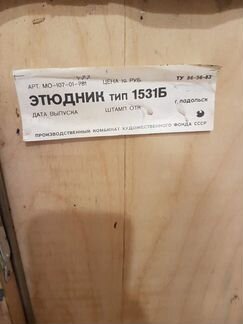 АРТ. МО-107-01-781 ЦЕНА 19 РУБ. ТУ 86-36-83
ЭТЮДНИК ТИП 1531Б г. ПОДОЛЬСК
ДАТА ВЫПУСКА ШТАМП ОТК
ПРОИЗВОДСТВЕННЫЙ КОМБИНАТ ХУДОЖЕСТВЕННОГО ФОНДА СССР